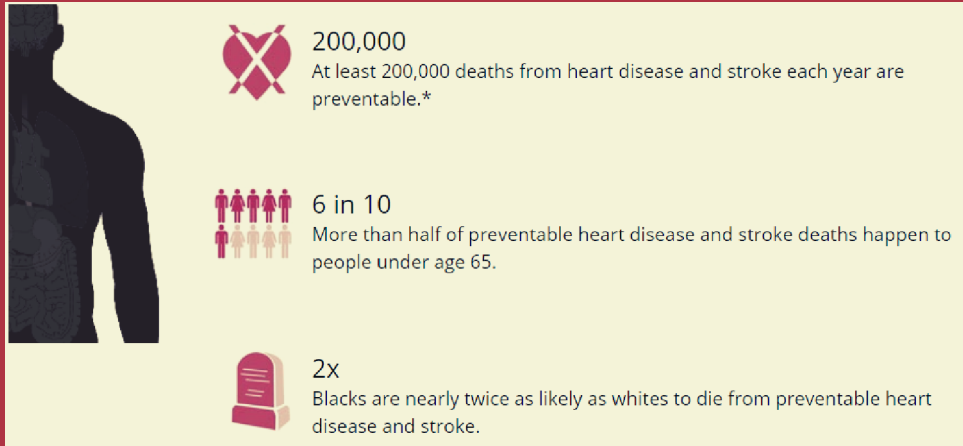 200,000
At least 200,000 deaths from heart disease and stroke each year are
preventable.*
6 in 10
More than half of preventable heart disease and stroke deaths happen to
people under age 65.
2x
Blacks are nearly twice as likely as whites to die from preventable heart
disease and stroke.